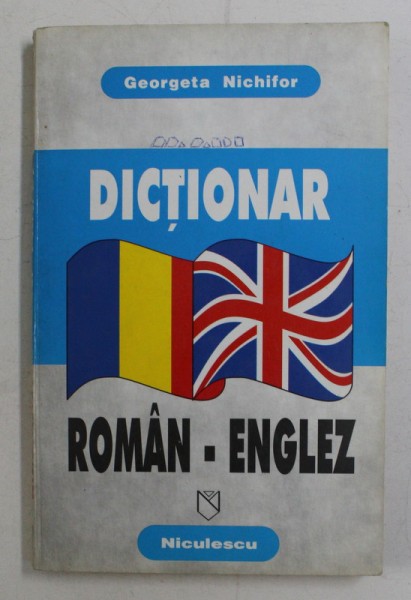 Georgeta Nichifor
DICȚIONAR
ROMÂN - ENGLEZ
Niculescu